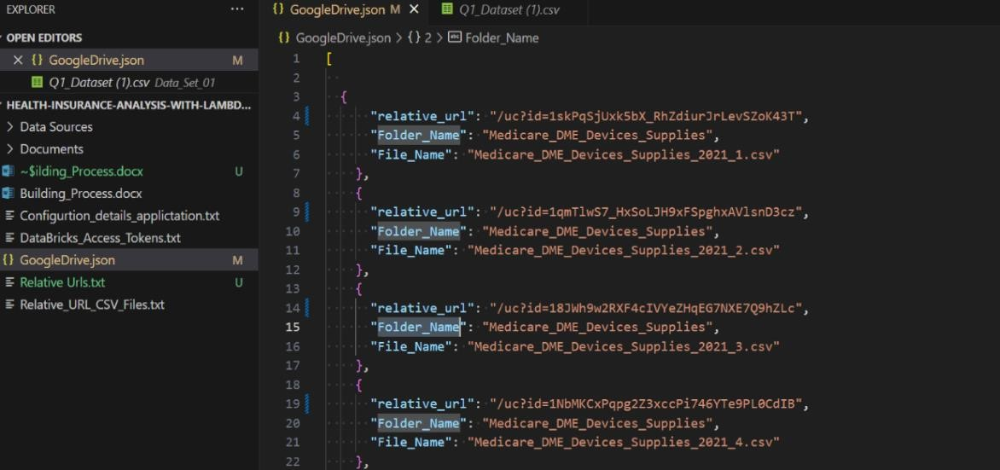 EXPLORER
···
OPEN EDITORS
GoogleDrive.json M
Q1_Dataset (1).csv Data_Set_01
HEALTH-INSURANCE-ANALYSIS-WITH-LAMBD...
Data Sources
Documents
~$ilding_Process.docx U
Building_Process.docx
Configurtion_details_applictation.txt
DataBricks_Access_Tokens.txt
GoogleDrive.json M
Relative Urls.txt U
Relative_URL_CSV_Files.txt
GoogleDrive.json M
Q1_Dataset (1).csv
{} GoogleDrive.json > {} 2 > Folder_Name
1 [
2
3 {
4 "relative_url": "/uc?id=1skPqSjUxk5bX_RhZdiurJrLevSZoK43T",
5 "Folder_Name": "Medicare_DME_Devices_Supplies",
6 "File_Name": "Medicare_DME_Devices_Supplies_2021_1.csv"
7 },
8 {
9 "relative_url": "/uc?id=1qmTlwS7_HxSoLJH9xFSpghxAVlsnD3cz",
10 "Folder_Name": "Medicare_DME_Devices_Supplies",
11 "File_Name": "Medicare_DME_Devices_Supplies_2021_2.csv"
12 },
13 {
14 "relative_url": "/uc?id=18JWh9w2RXF4cIVYeZHqEG7NXE7Q9hZLc",
15 "Folder_Name": "Medicare_DME_Devices_Supplies",
16 "File_Name": "Medicare_DME_Devices_Supplies_2021_3.csv"
17 },
18 {
19 "relative_url": "/uc?id=1NbMKCxPqpg2Z3xccPi746YTe9PL0CdIB",
20 "Folder_Name": "Medicare_DME_Devices_Supplies",
21 "File_Name": "Medicare_DME_Devices_Supplies_2021_4.csv"
22 },